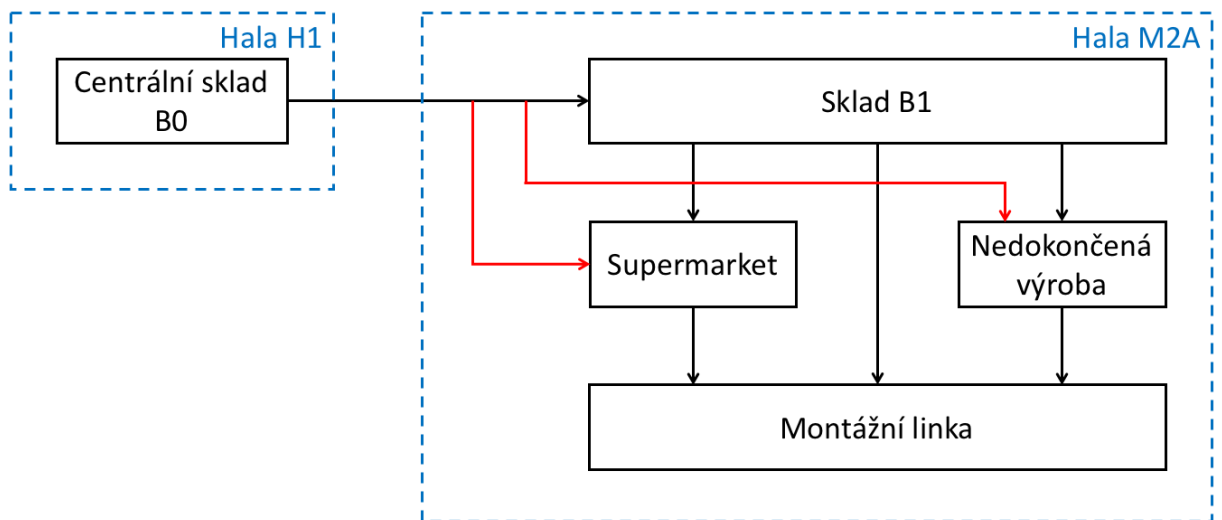 Hala H1
Hala M2A
Centrální sklad
B0
Sklad B1
Supermarket
Nedokončená
výroba
Montážní linka